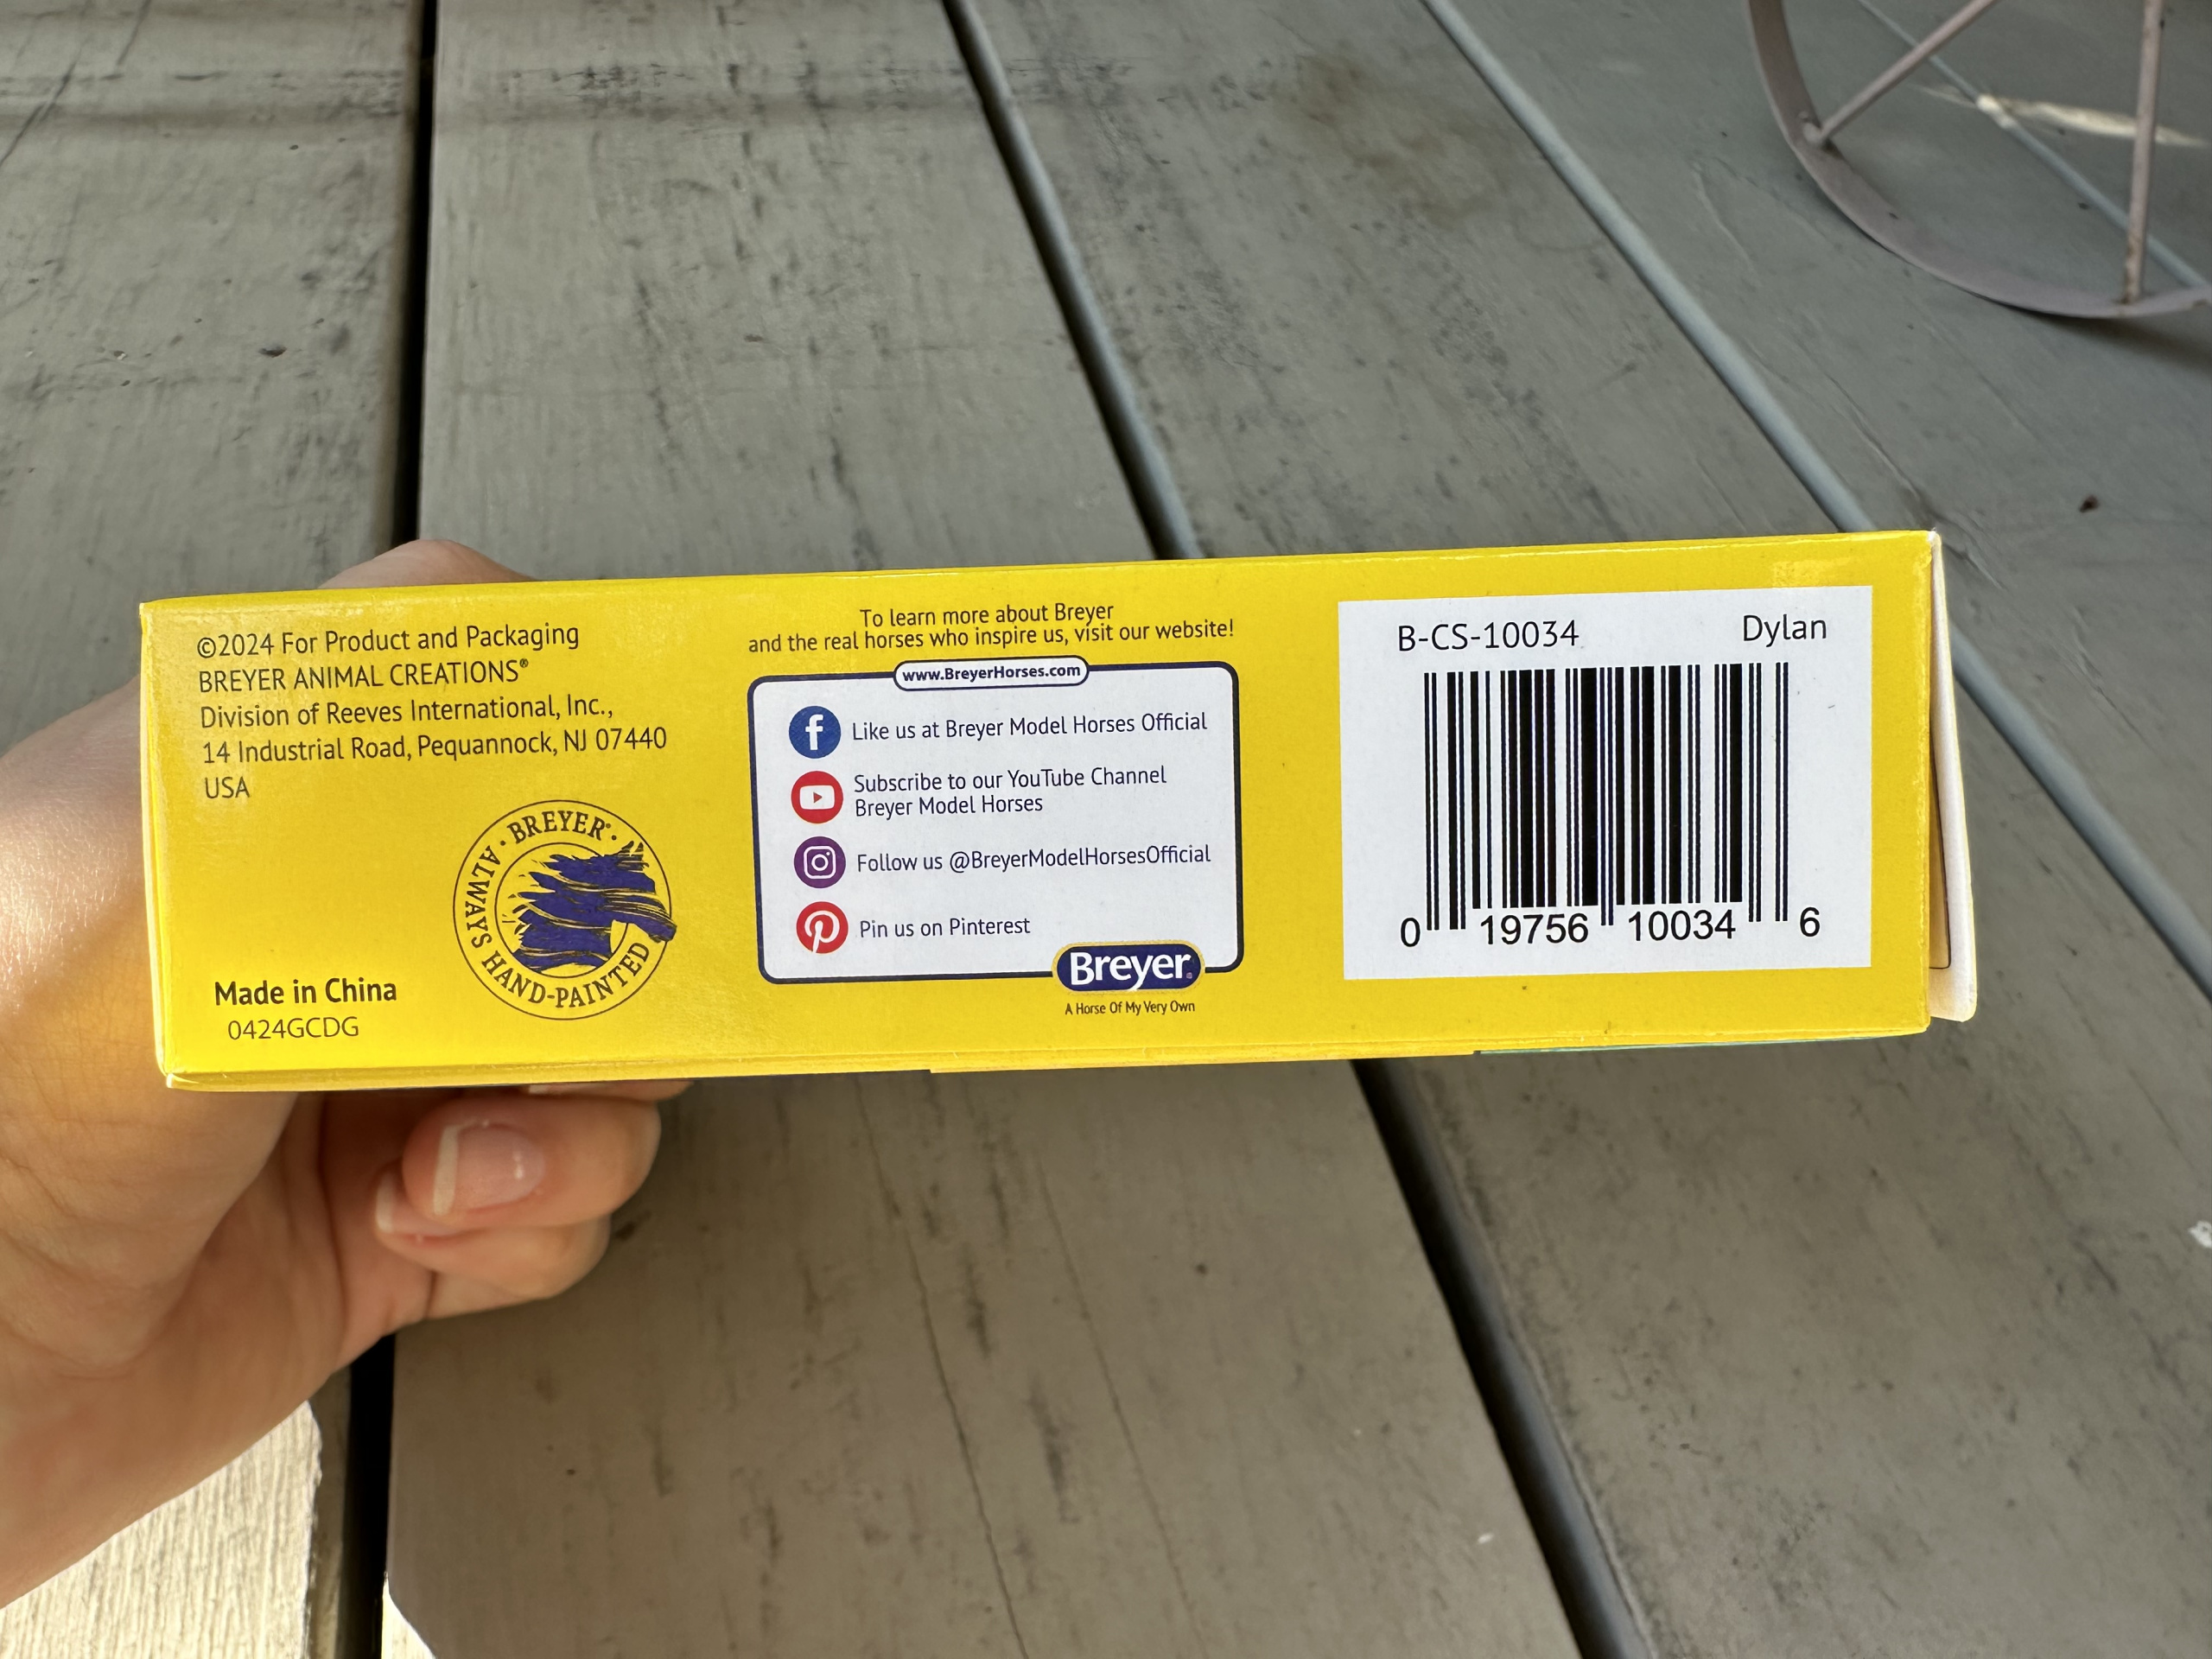 ©2024 For Product and Packaging
BREYER ANIMAL CREATIONS®
Division of Reeves International, Inc.,
14 Industrial Road, Pequannock, NJ 07440
USA
· BREYER® ·
ALWAYS HAND-PAINTED
Made in China
0424GCDG
To learn more about Breyer
and the real horses who inspire us, visit our website!
www.BreyerHorses.com
f Like us at Breyer Model Horses Official
Subscribe to our YouTube Channel
Breyer Model Horses
Follow us @BreyerModelHorsesOfficial
Pin us on Pinterest
Breyer®
A Horse Of My Very Own
B-CS-10034 Dylan
0 19756 10034 6